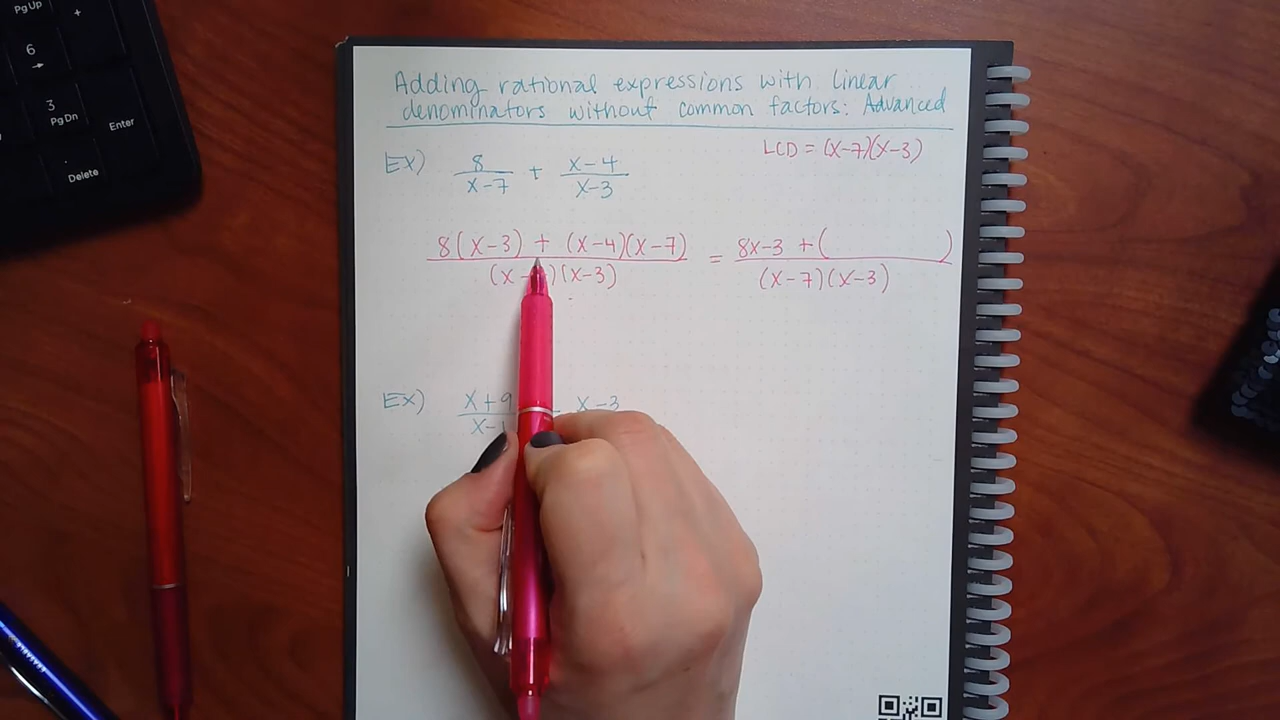 PgUp
+
6
3
PgDn
Enter
Delete
Adding rational expressions with linear
denominators without common factors: Advanced
LCD = (x-7)(x-3)
EX) 8/(x-7) + (x-4)/(x-3)
8(x-3) + (x-4)(x-7) = 8x-3 + ( )
(x- )(x-3) (x-7)(x-3)
EX) x+9 x-3
x-